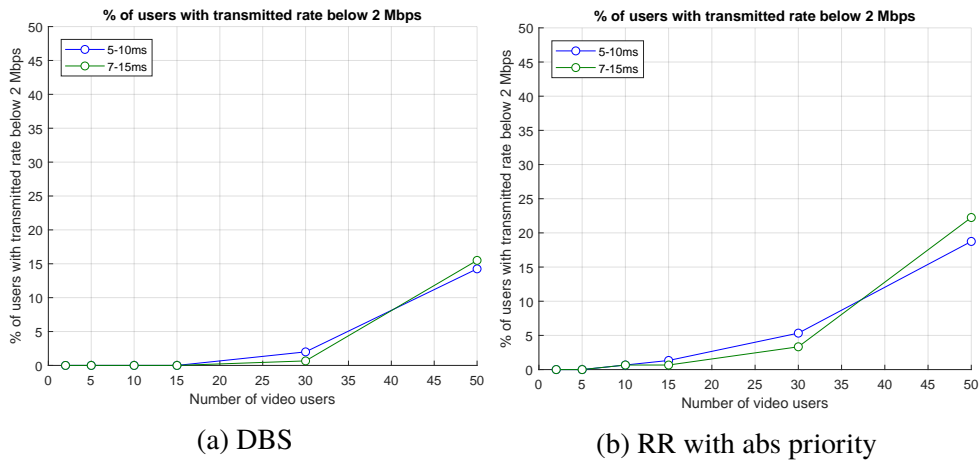 % of users with transmitted rate below 2 Mbps
% of users with transmitted rate below 2 Mbps
50
45
40
35
30
25
20
15
10
5
0
5-10ms
7-15ms
0 5 10 15 20 25 30 35 40 45 50
Number of video users
(a) DBS
% of users with transmitted rate below 2 Mbps
% of users with transmitted rate below 2 Mbps
50
45
40
35
30
25
20
15
10
5
0
5-10ms
7-15ms
0 5 10 15 20 25 30 35 40 45 50
Number of video users
(b) RR with abs priority